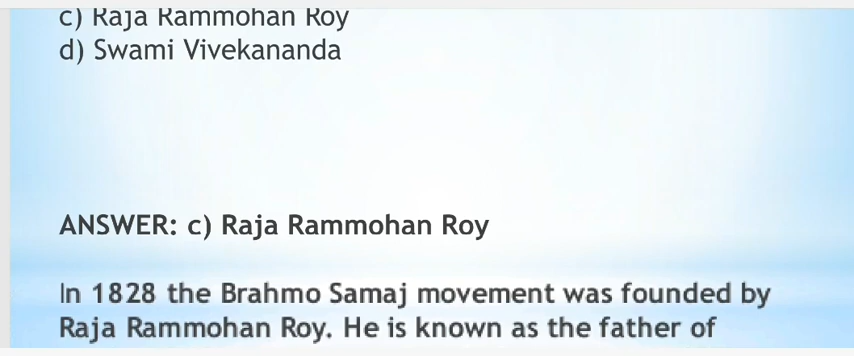 c) Raja Rammohan Roy
d) Swami Vivekananda
ANSWER: c) Raja Rammohan Roy
In 1828 the Brahmo Samaj movement was founded by
Raja Rammohan Roy. He is known as the father of